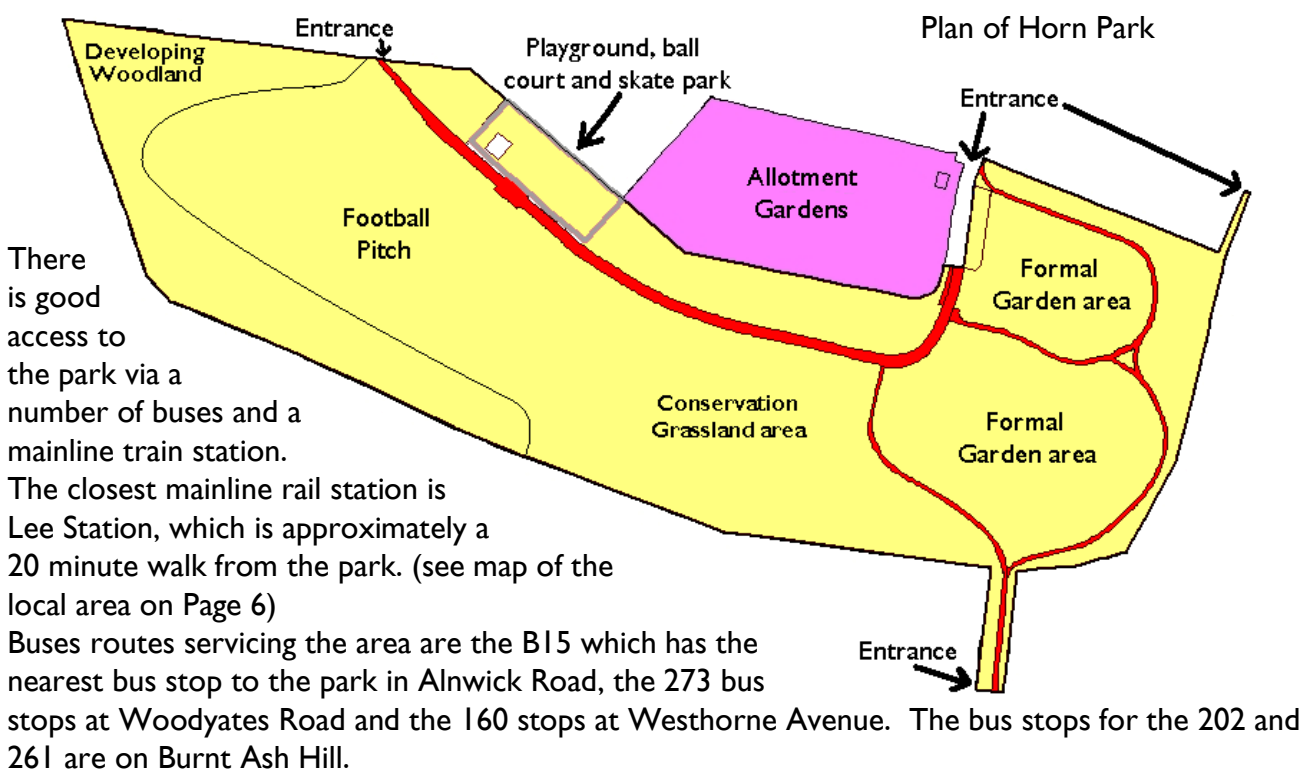 Plan of Horn Park
Entrance
Developing
Woodland
Playground, ball
court and skate park
Entrance
Allotment
Gardens
Football
Pitch
Formal
Garden area
Conservation
Grassland area
Formal
Garden area
Entrance
There
is good
access to
the park via a
number of buses and a
mainline train station.
The closest mainline rail station is
Lee Station, which is approximately a
20 minute walk from the park. (see map of the
local area on Page 6)
Buses routes servicing the area are the B15 which has the
nearest bus stop to the park in Alnwick Road, the 273 bus
stops at Woodyates Road and the 160 stops at Westhorne Avenue.  The bus stops for the 202 and
261 are on Burnt Ash Hill.